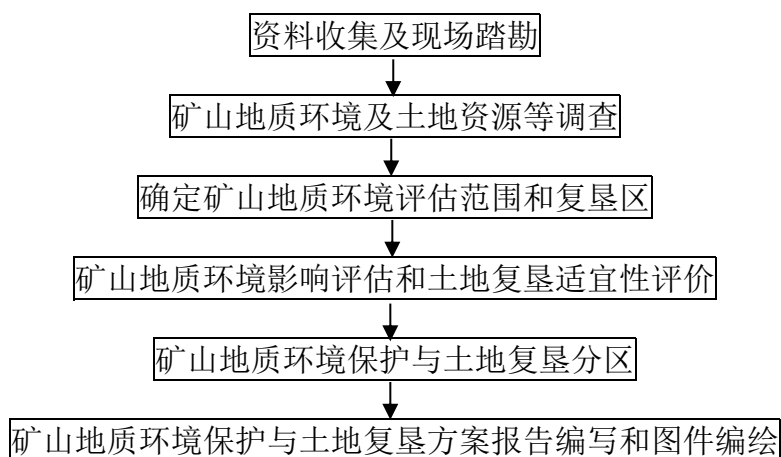 资料收集及现场踏勘
矿山地质环境及土地资源等调查
确定矿山地质环境评估范围和复垦区
矿山地质环境影响评估和土地复垦适宜性评价
矿山地质环境保护与土地复垦分区
矿山地质环境保护与土地复垦方案报告编写和图件编绘